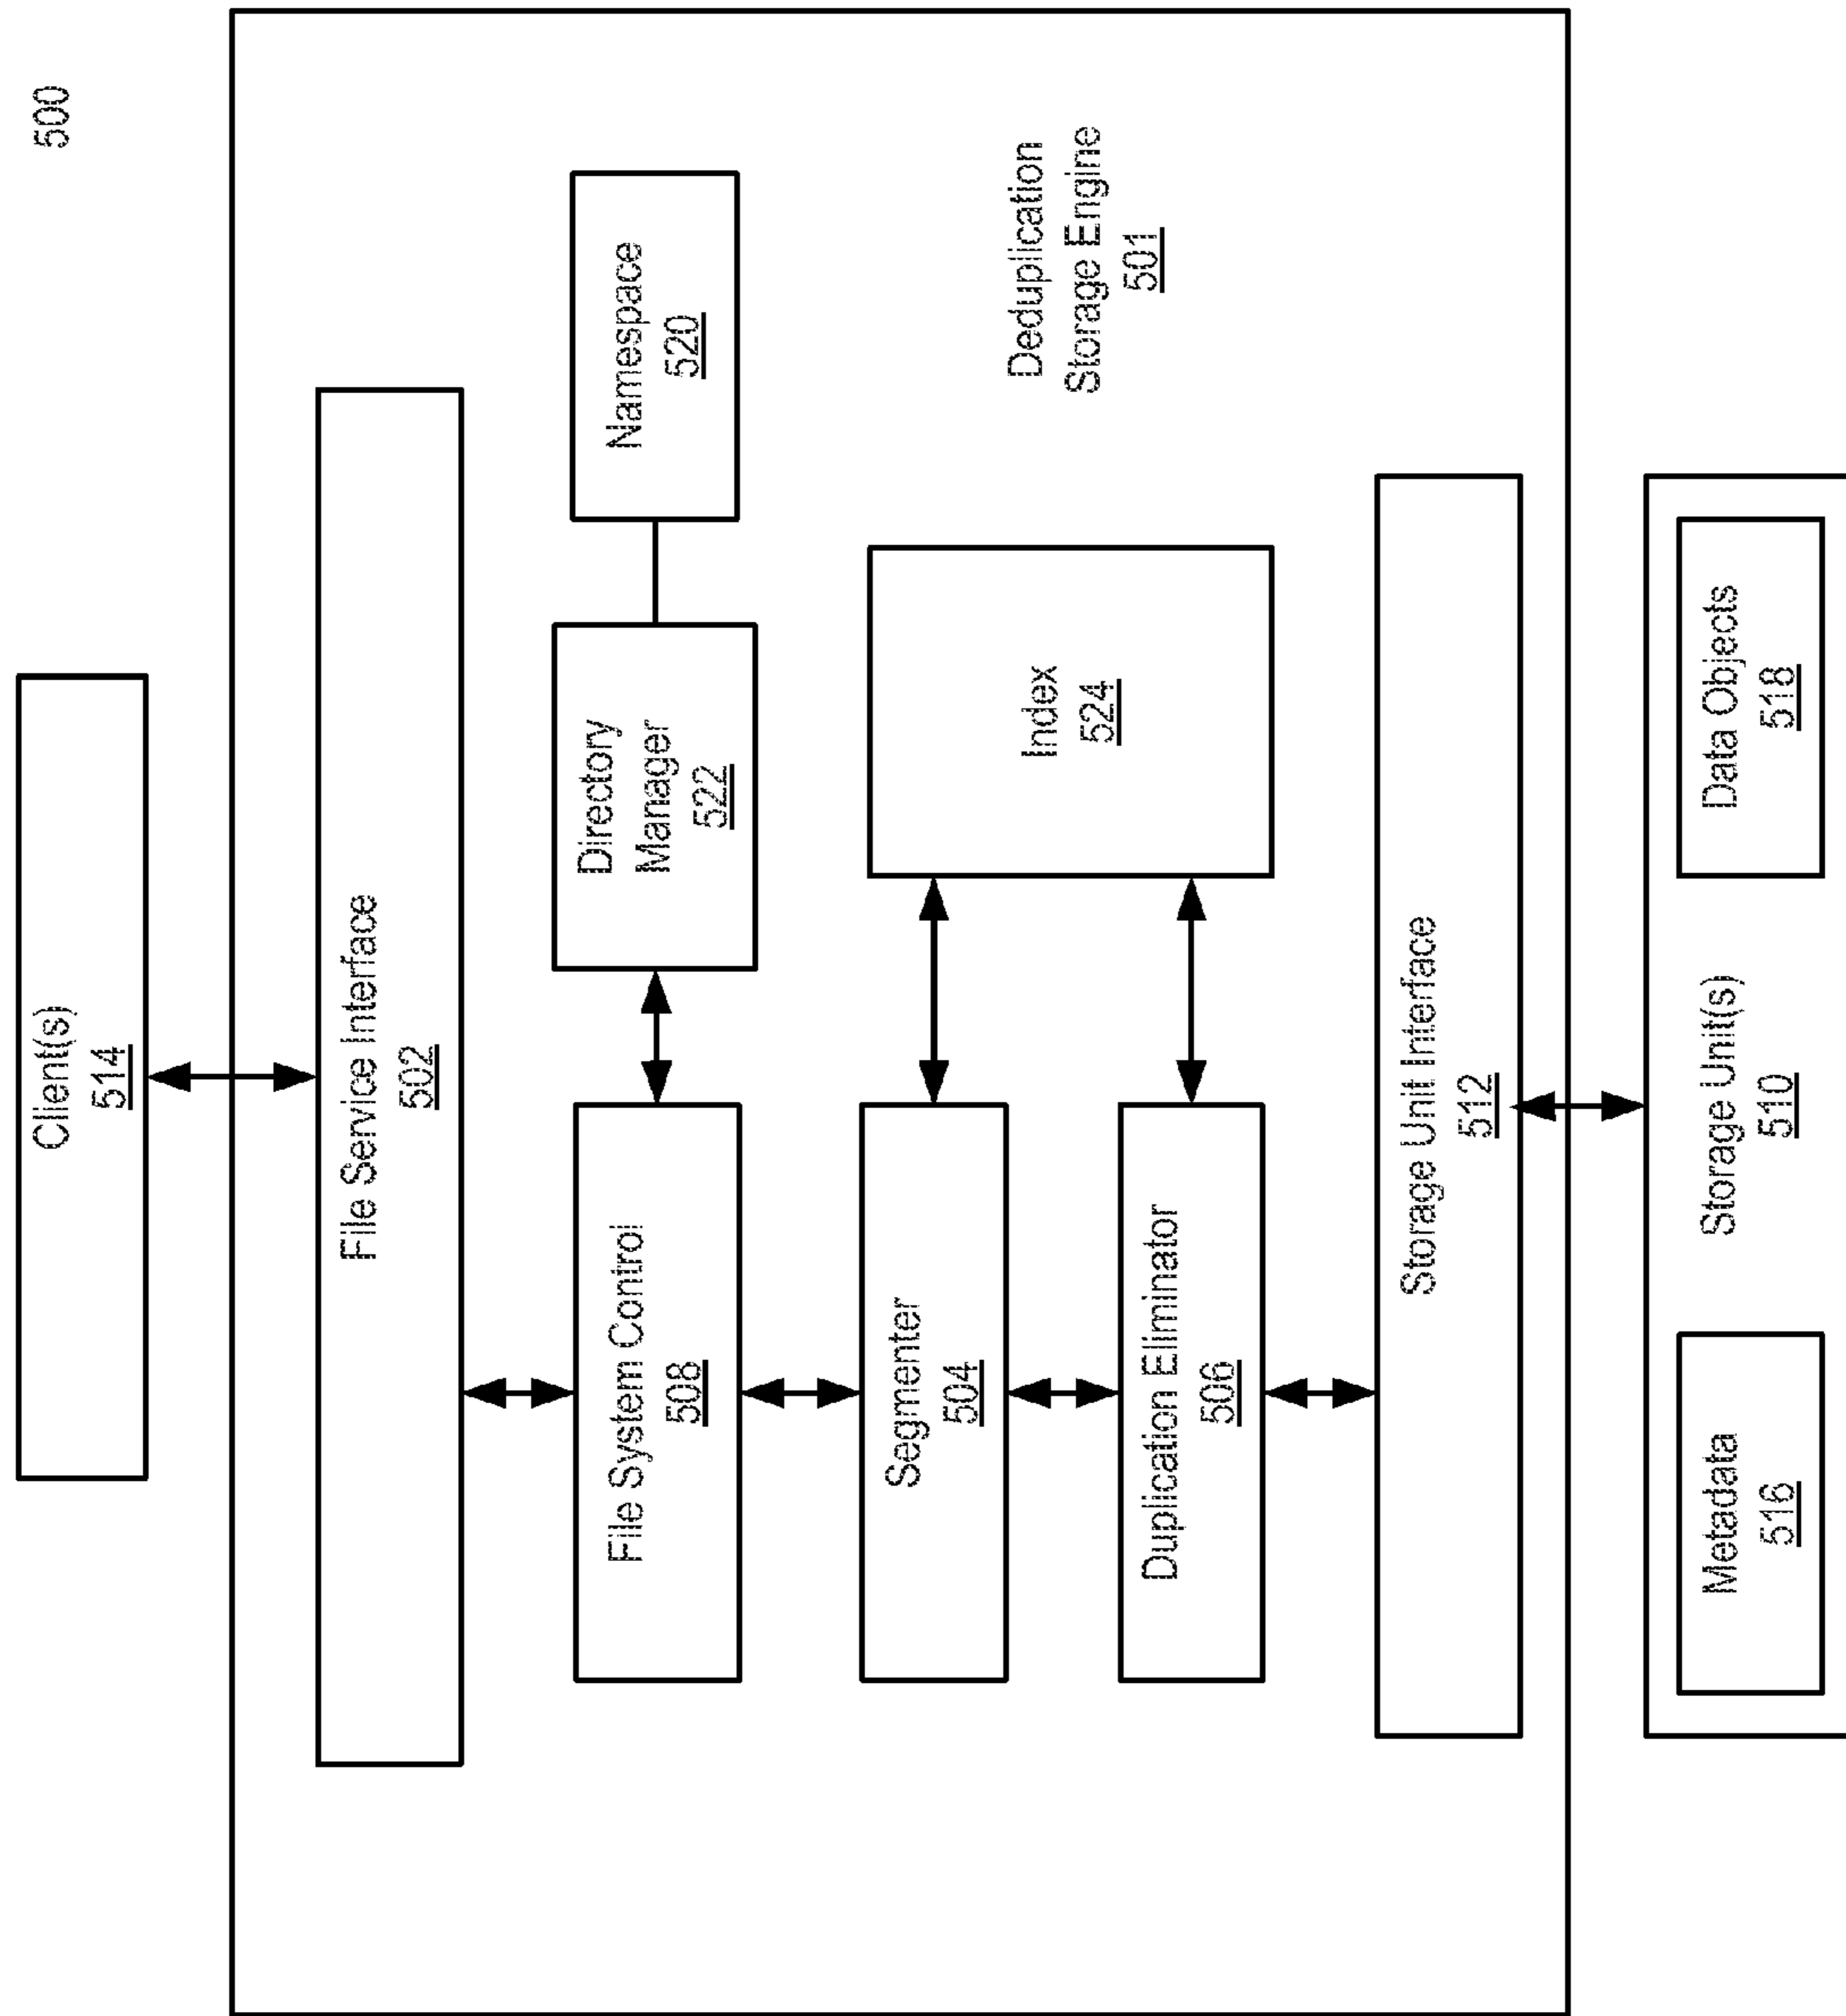 500
Client(s)
514
File Service Interface
502
File System Control
508
Directory
Manager
522
Namespace
520
Segmenter
504
Index
524
Duplication Eliminator
506
Deduplication
Storage Engine
501
Storage Unit Interface
512
Metadata
516
Storage Unit(s)
510
Data Objects
518